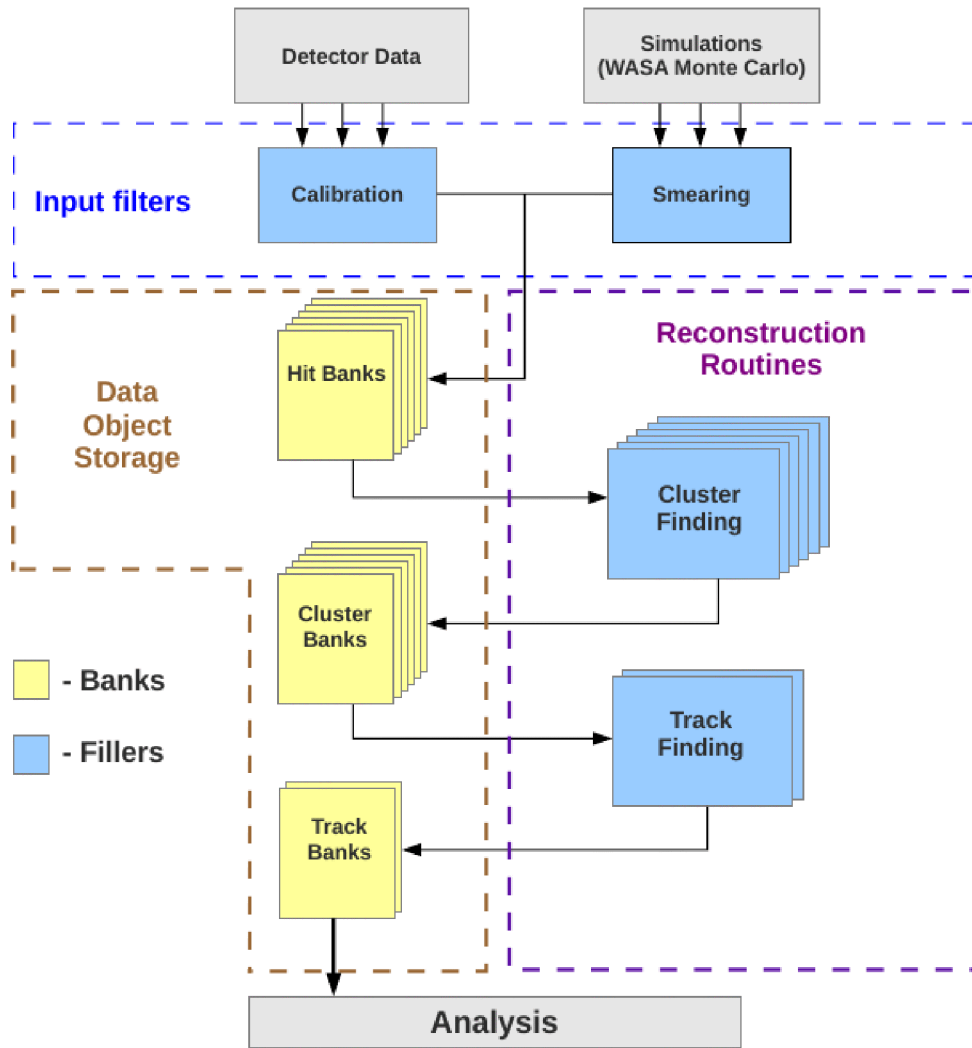 Detector Data
Simulations
(WASA Monte Carlo)
Input filters
Calibration
Smearing
Hit Banks
Reconstruction
Routines
Data
Object
Storage
Cluster
Finding
Cluster
Banks
- Banks
- Fillers
Track
Finding
Track
Banks
Analysis